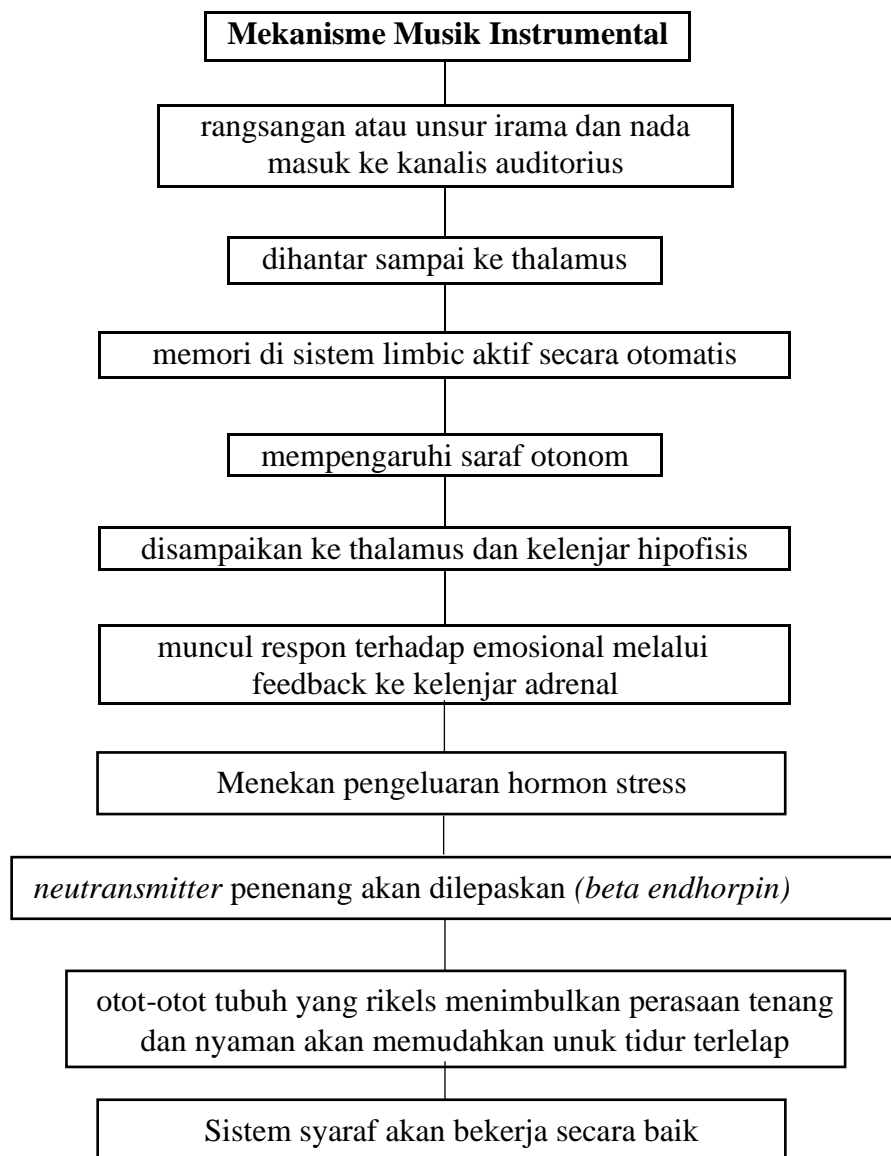 Mekanisme Musik Instrumental
rangsangan atau unsur irama dan nada
masuk ke kanalis auditorius
dihantar sampai ke thalamus
memori di sistem limbic aktif secara otomatis
mempengaruhi saraf otonom
disampaikan ke thalamus dan kelenjar hipofisis
muncul respon terhadap emosional melalui
feedback ke kelenjar adrenal
Menekan pengeluaran hormon stress
neutransmitter penenang akan dilepaskan (beta endhorpin)
otot-otot tubuh yang rikels menimbulkan perasaan tenang
dan nyaman akan memudahkan unuk tidur terlelap
Sistem syaraf akan bekerja secara baik